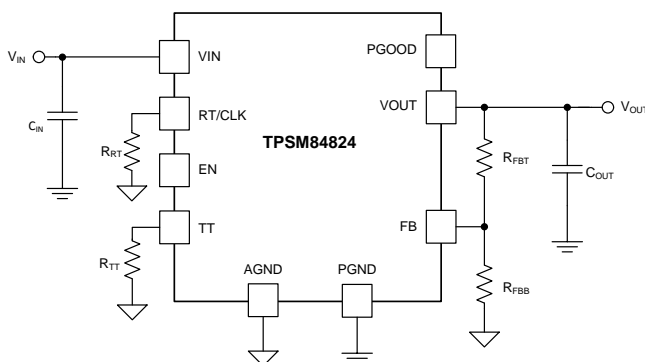 VIN
VIN
CIN
RT/CLK
RRT
EN
TT
RTT
AGND
PGND
TPSM84824
PGOOD
VOUT
VOUT
RFBT
COUT
FB
RFBB